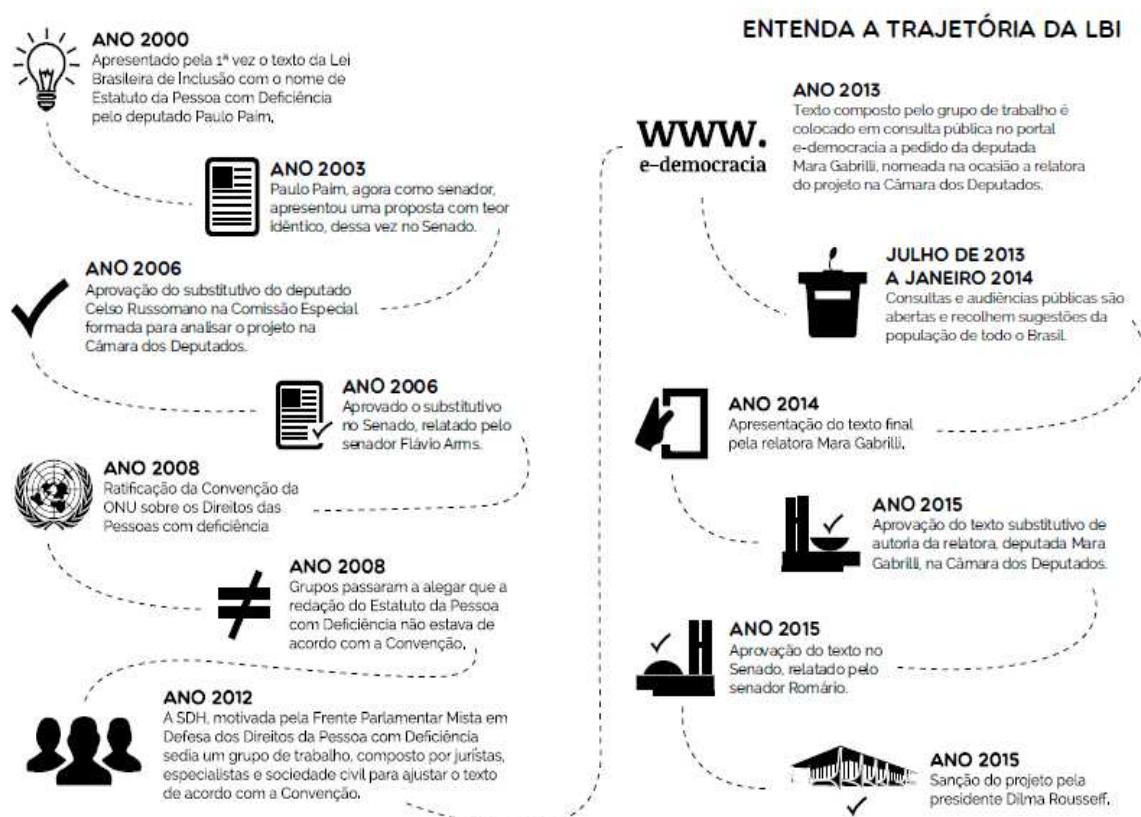 ENTENDA A TRAJETÓRIA DA LBI
ANO 2000
Apresentado pela 1ª vez o texto da Lei
Brasileira de Inclusão com o nome de
Estatuto da Pessoa com Deficiência
pelo deputado Paulo Paim.
ANO 2003
Paulo Paim, agora como senador,
apresentou uma proposta com teor
idêntico, dessa vez no Senado.
ANO 2006
Aprovação do substitutivo do deputado
Celso Russomano na Comissão Especial
formada para analisar o projeto na
Câmara dos Deputados.
ANO 2006
Aprovado o substitutivo
no Senado, relatado pelo
senador Flávio Arms.
ANO 2008
Ratificação da Convenção da
ONU sobre os Direitos das
Pessoas com deficiência
ANO 2008
Grupos passaram a alegar que a
redação do Estatuto da Pessoa
com Deficiência não estava de
acordo com a Convenção.
ANO 2012
A SDH, motivada pela Frente Parlamentar Mista em
Defesa dos Direitos da Pessoa com Deficiência
sedia um grupo de trabalho, composto por juristas,
especialistas e sociedade civil para ajustar o texto
de acordo com a Convenção.
www.
e-democracia
ANO 2013
Texto composto pelo grupo de trabalho é
colocado em consulta pública no portal
e-democracia a pedido da deputada
Mara Gabrilli, nomeada na ocasião a relatora
do projeto na Câmara dos Deputados.
JULHO DE 2013
A JANEIRO 2014
Consultas e audiências públicas são
abertas e recolhem sugestões da
população de todo o Brasil.
ANO 2014
Apresentação do texto final
pela relatora Mara Gabrilli.
ANO 2015
Aprovação do texto substitutivo de
autoria da relatora, deputada Mara
Gabrilli, na Câmara dos Deputados.
ANO 2015
Aprovação do texto no
Senado, relatado pelo
senador Romário.
ANO 2015
Sanção do projeto pela
presidente Dilma Rousseff.